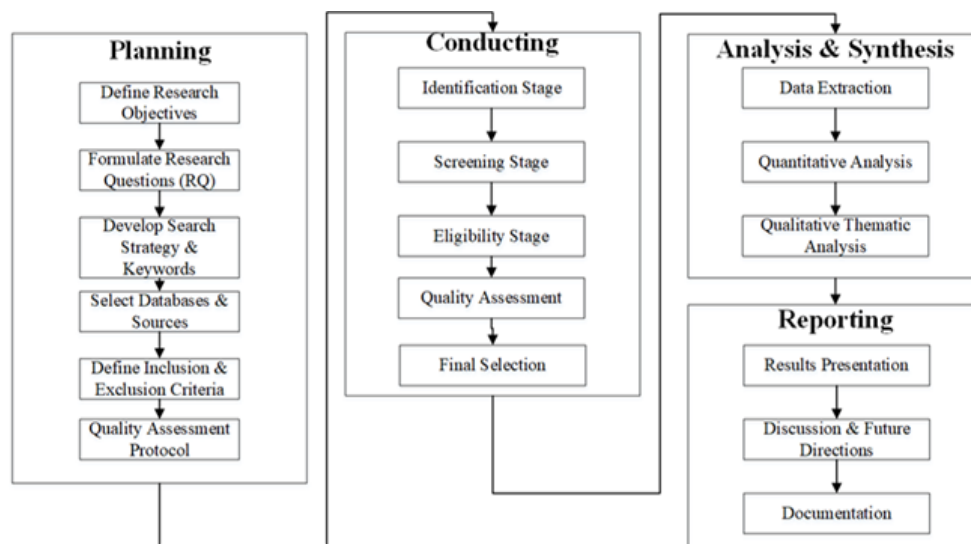 Planning
Define Research
Objectives
Formulate Research
Questions (RQ)
Develop Search
Strategy &
Keywords
Select Databases &
Sources
Define Inclusion &
Exclusion Criteria
Quality Assessment
Protocol
Conducting
Identification Stage
Screening Stage
Eligibility Stage
Quality Assessment
Final Selection
Analysis & Synthesis
Data Extraction
Quantitative Analysis
Qualitative Thematic
Analysis
Reporting
Results Presentation
Discussion & Future
Directions
Documentation